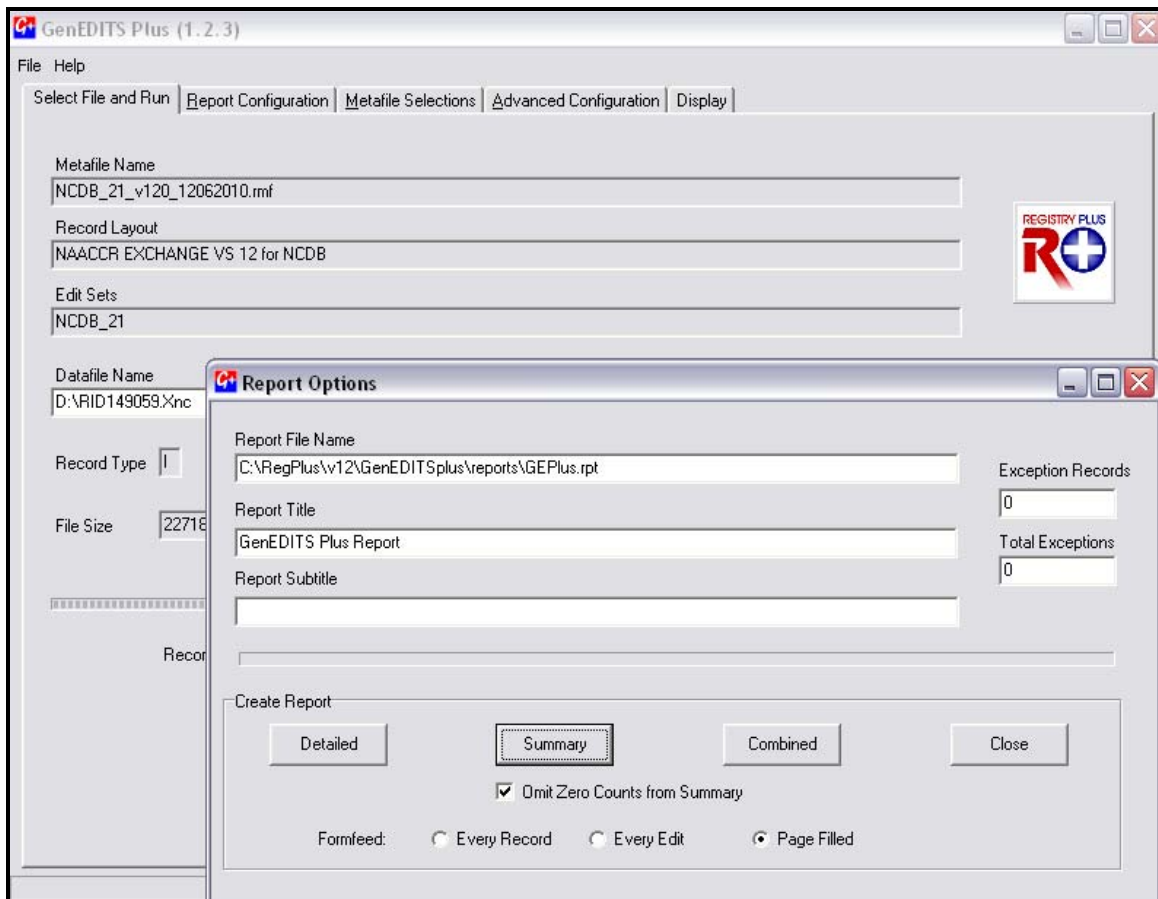 GenEDITS Plus (1.2.3)
File Help
Select File and Run Report Configuration Metafile Selections Advanced Configuration Display
Metafile Name
NCDB_21_v120_12062010.rmf
Record Layout
NAACCR EXCHANGE VS 12 for NCDB
REGISTRY PLUS
R+
Edit Sets
NCDB_21
Datafile Name
D:\RID149059.Xnc
Record Type I
File Size 22718
Recor
Report Options
Report File Name
C:\RegPlus\v12\GenEDITSplus\reports\GEPlus.rpt
Exception Records
0
Report Title
GenEDITS Plus Report
Total Exceptions
0
Report Subtitle
Create Report
Detailed Summary Combined Close
Omit Zero Counts from Summary
Formfeed: Every Record Every Edit Page Filled